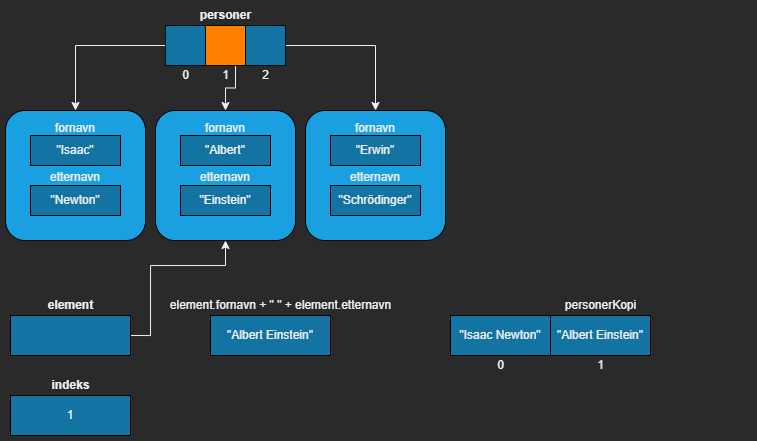 personer
0 1 2
fornavn fornavn fornavn
"Isaac" "Albert" "Erwin"
etternavn etternavn etternavn
"Newton" "Einstein" "Schrödinger"
element element.fornavn + " " + element.etternavn personerKopi
"Albert Einstein" "Isaac Newton" "Albert Einstein"
0 1
indeks
1